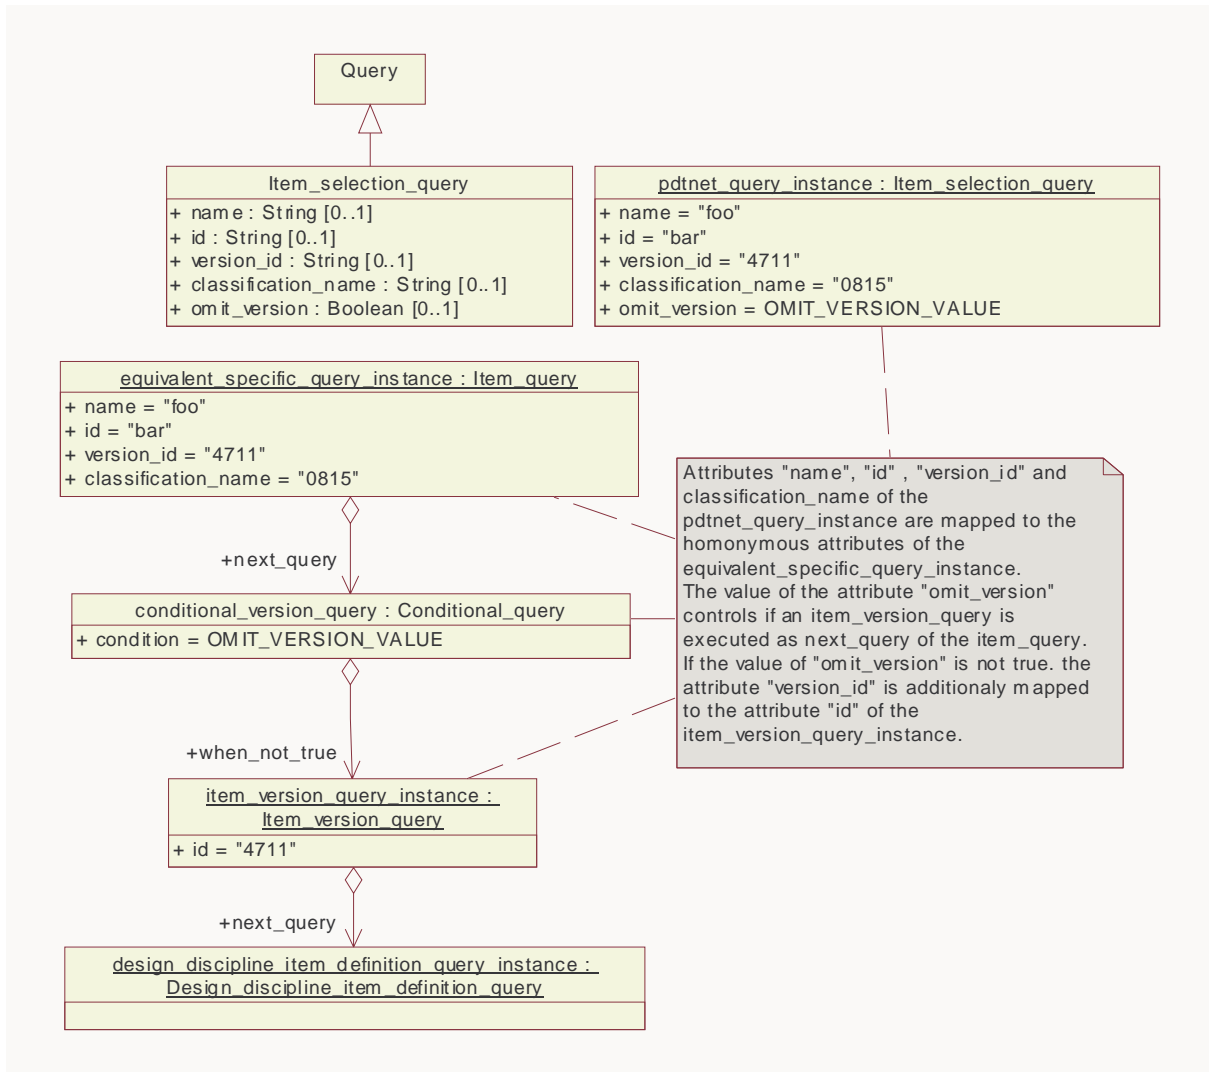 Query
Item_selection_query
+ name : String [0..1]
+ id : String [0..1]
+ version_id : String [0..1]
+ classification_name : String [0..1]
+ omit_version : Boolean [0..1]
pdtnet_query_instance : Item_selection_query
+ name = "foo"
+ id = "bar"
+ version_id = "4711"
+ classification_name = "0815"
+ omit_version = OMIT_VERSION_VALUE
equivalent_specific_query_instance : Item_query
+ name = "foo"
+ id = "bar"
+ version_id = "4711"
+ classification_name = "0815"
Attributes "name", "id" , "version_id" and
classification_name of the
pdtnet_query_instance are mapped to the
homonymous attributes of the
equivalent_specific_query_instance.
The value of the attribute "omit_version"
controls if an item_version_query is
executed as next_query of the item_query.
If the value of "omit_version" is not true. the
attribute "version_id" is additionaly mapped
to the attribute "id" of the
item_version_query_instance.
+next_query
conditional_version_query : Conditional_query
+ condition = OMIT_VERSION_VALUE
+when_not_true
item_version_query_instance :
Item_version_query
+ id = "4711"
+next_query
design_discipline_item_definition_query_instance :
Design_discipline_item_definition_query